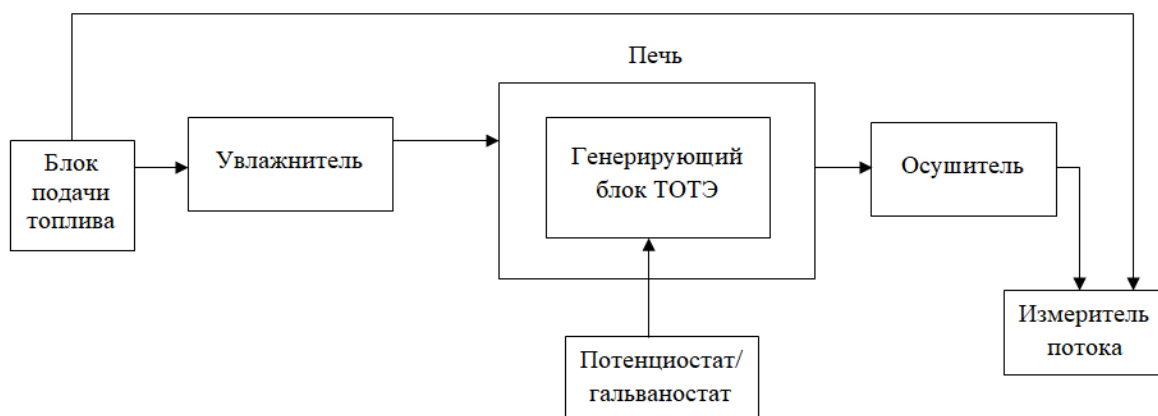 Печь
Блок
подачи
топлива
Увлажнитель
Генерирующий
блок ТОТЭ
Осушитель
Измеритель
потока
Потенциостат/
гальваностат